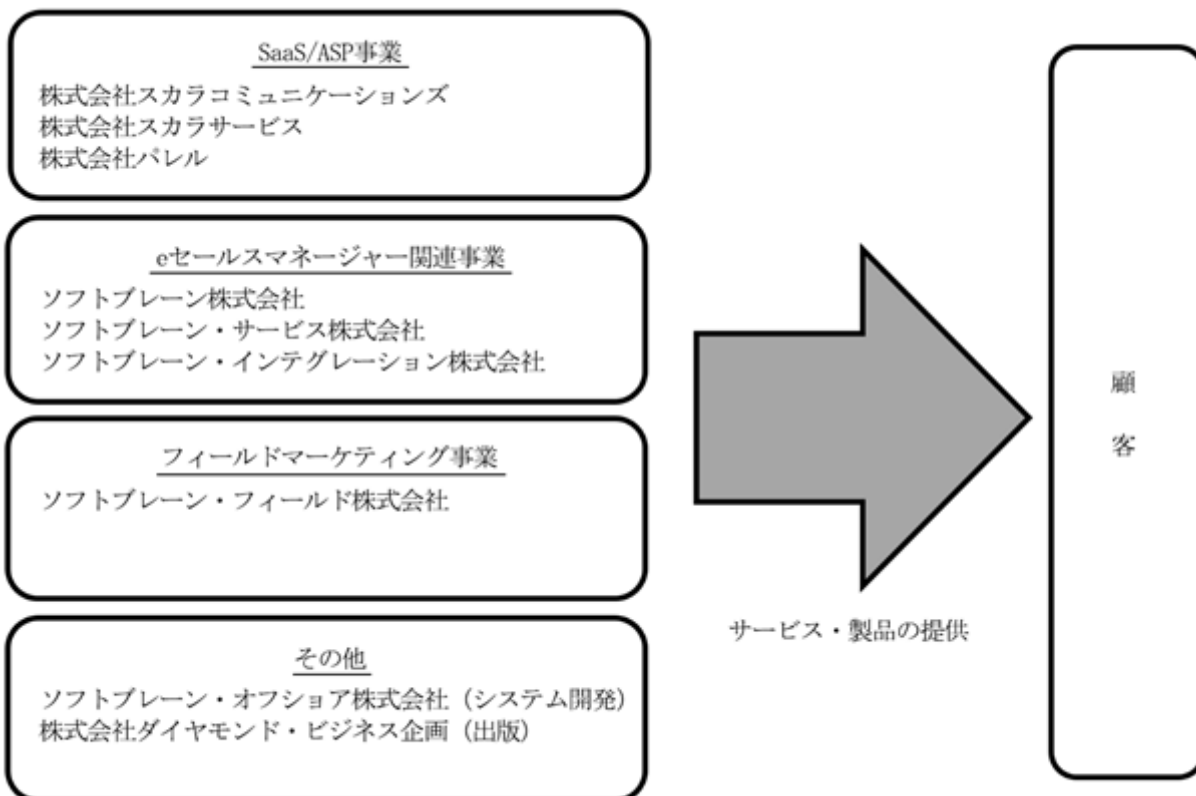 SaaS/ASP事業
株式会社スカラコミュニケーションズ
株式会社スカラサービス
株式会社パレル
eセールスマネージャー関連事業
ソフトブレーン株式会社
ソフトブレーン・サービス株式会社
ソフトブレーン・インテグレーション株式会社
フィールドマーケティング事業
ソフトブレーン・フィールド株式会社
その他
ソフトブレーン・オフショア株式会社（システム開発）
株式会社ダイヤモンド・ビジネス企画（出版）
サービス・製品の提供
顧客